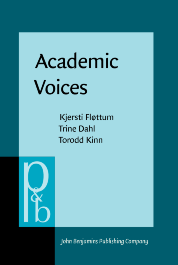 Academic
Voices
Kjersti Fløttum
Trine Dahl
Torodd Kinn
p
&
b
John Benjamins Publishing Company